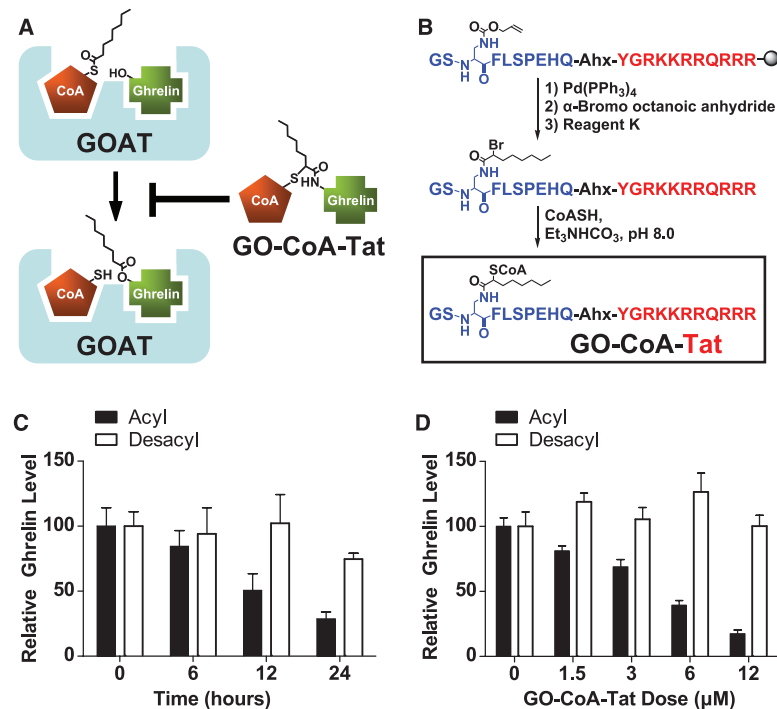 A
O
S
CoA
HO
Ghrelin
GOAT
O
S
HN
CoA
Ghrelin
GO-CoA-Tat
O
O
CoA
SH
Ghrelin
GOAT
B
O
O
NH
GS
N
H
O
FLSPEHQ-Ahx-YGRKKRRQRRR
1) Pd(PPh3)4
2) α-Bromo octanoic anhydride
3) Reagent K
Br
O
NH
GS
N
H
O
FLSPEHQ-Ahx-YGRKKRRQRRR
CoASH,
Et3NHCO3, pH 8.0
SCoA
O
NH
GS
N
H
O
FLSPEHQ-Ahx-YGRKKRRQRRR
GO-CoA-Tat
C
Acyl
Desacyl
Relative Ghrelin Level
150
100
50
0
0 6 12 24
Time (hours)
D
Acyl
Desacyl
Relative Ghrelin Level
150
100
50
0
0 1.5 3 6 12
GO-CoA-Tat Dose (µM)